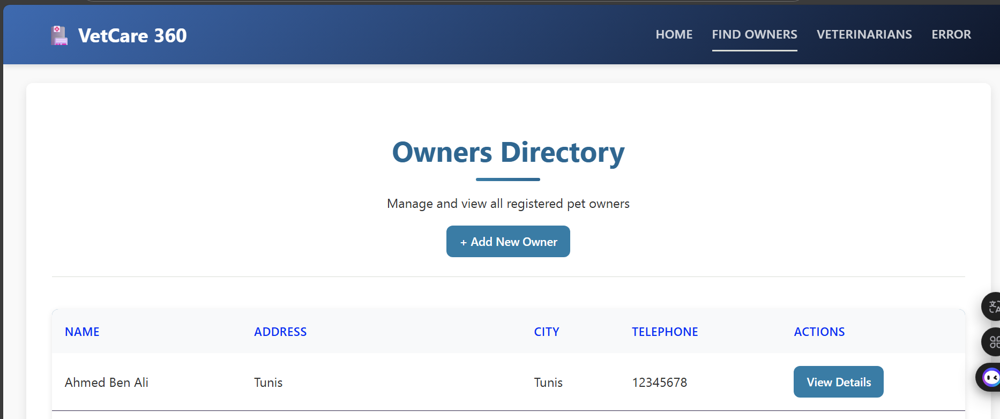 VetCare 360
HOME FIND OWNERS VETERINARIANS ERROR
Owners Directory
Manage and view all registered pet owners
+ Add New Owner
NAME ADDRESS CITY TELEPHONE ACTIONS
Ahmed Ben Ali Tunis Tunis 12345678 View Details